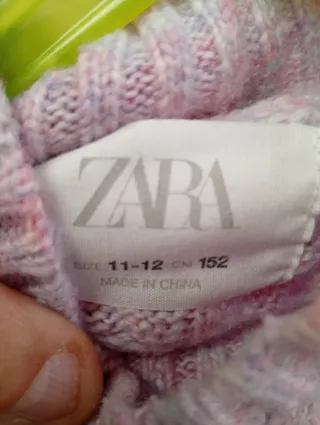 ZARA
SIZE 11-12 CM 152
MADE IN CHINA